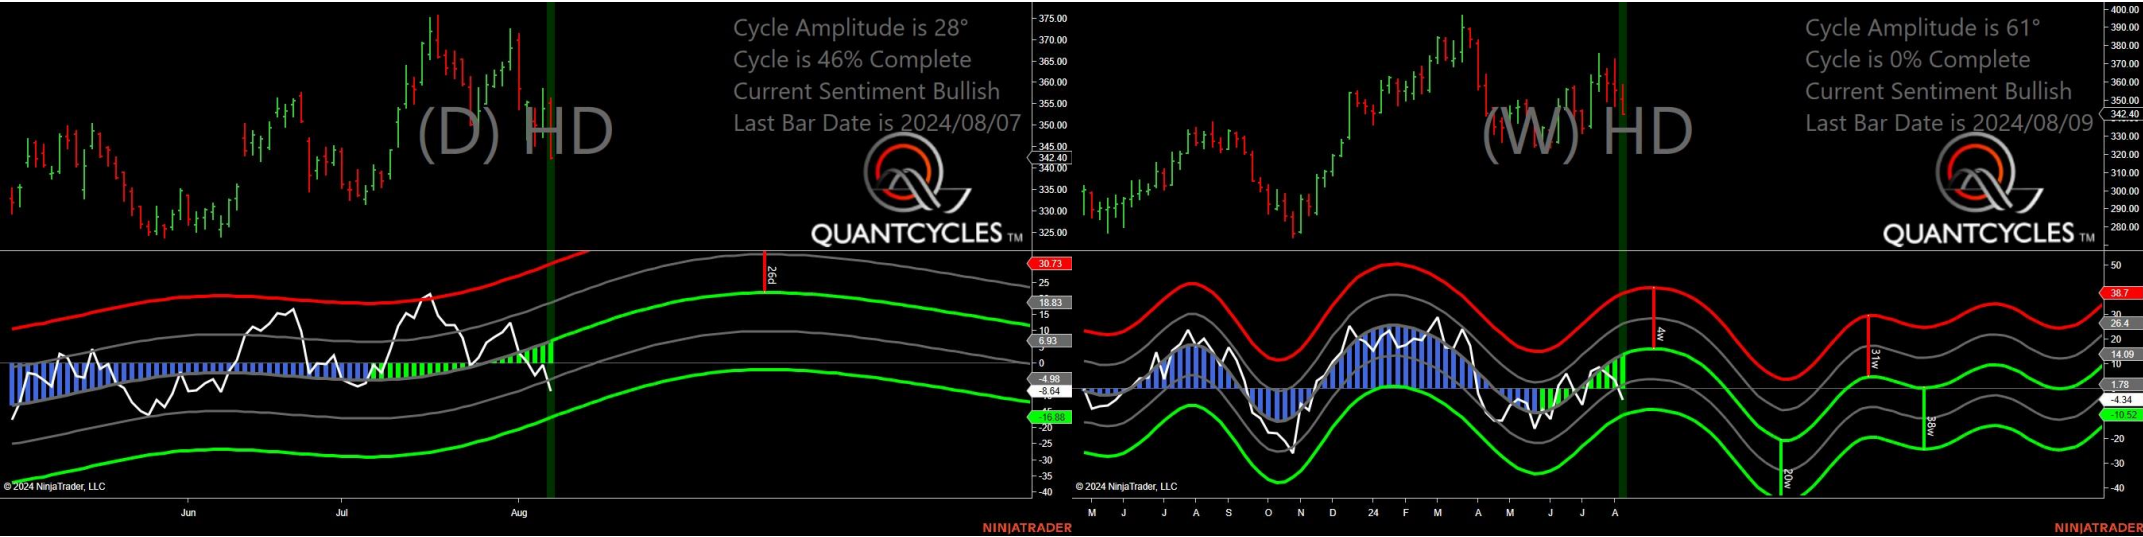 Cycle Amplitude is 28°
Cycle is 46% Complete
Current Sentiment Bullish
Last Bar Date is 2024/08/07
(D) HD
QUANTCYCLES TM
375.00
370.00
365.00
360.00
355.00
350.00
345.00
342.40
340.00
335.00
330.00
325.00
26d
30.73
25
18.83
15
10
6.93
5
0
-4.98
-8.64
-16.88
-20
-25
-30
-35
-40
© 2024 NinjaTrader, LLC
Jun
Jul
Aug
NINJATRADER
Cycle Amplitude is 61°
Cycle is 0% Complete
Current Sentiment Bullish
Last Bar Date is 2024/08/09
(W) HD
QUANTCYCLES TM
400.00
390.00
380.00
370.00
360.00
350.00
342.40
330.00
320.00
310.00
300.00
290.00
280.00
4w
31w
20w
38w
50
38.7
30
26.4
20
14.09
10
1.78
-4.34
-10.52
-20
-30
-40
© 2024 NinjaTrader, LLC
M J J A S O N D 24 F M A M J J A
NINJATRADER